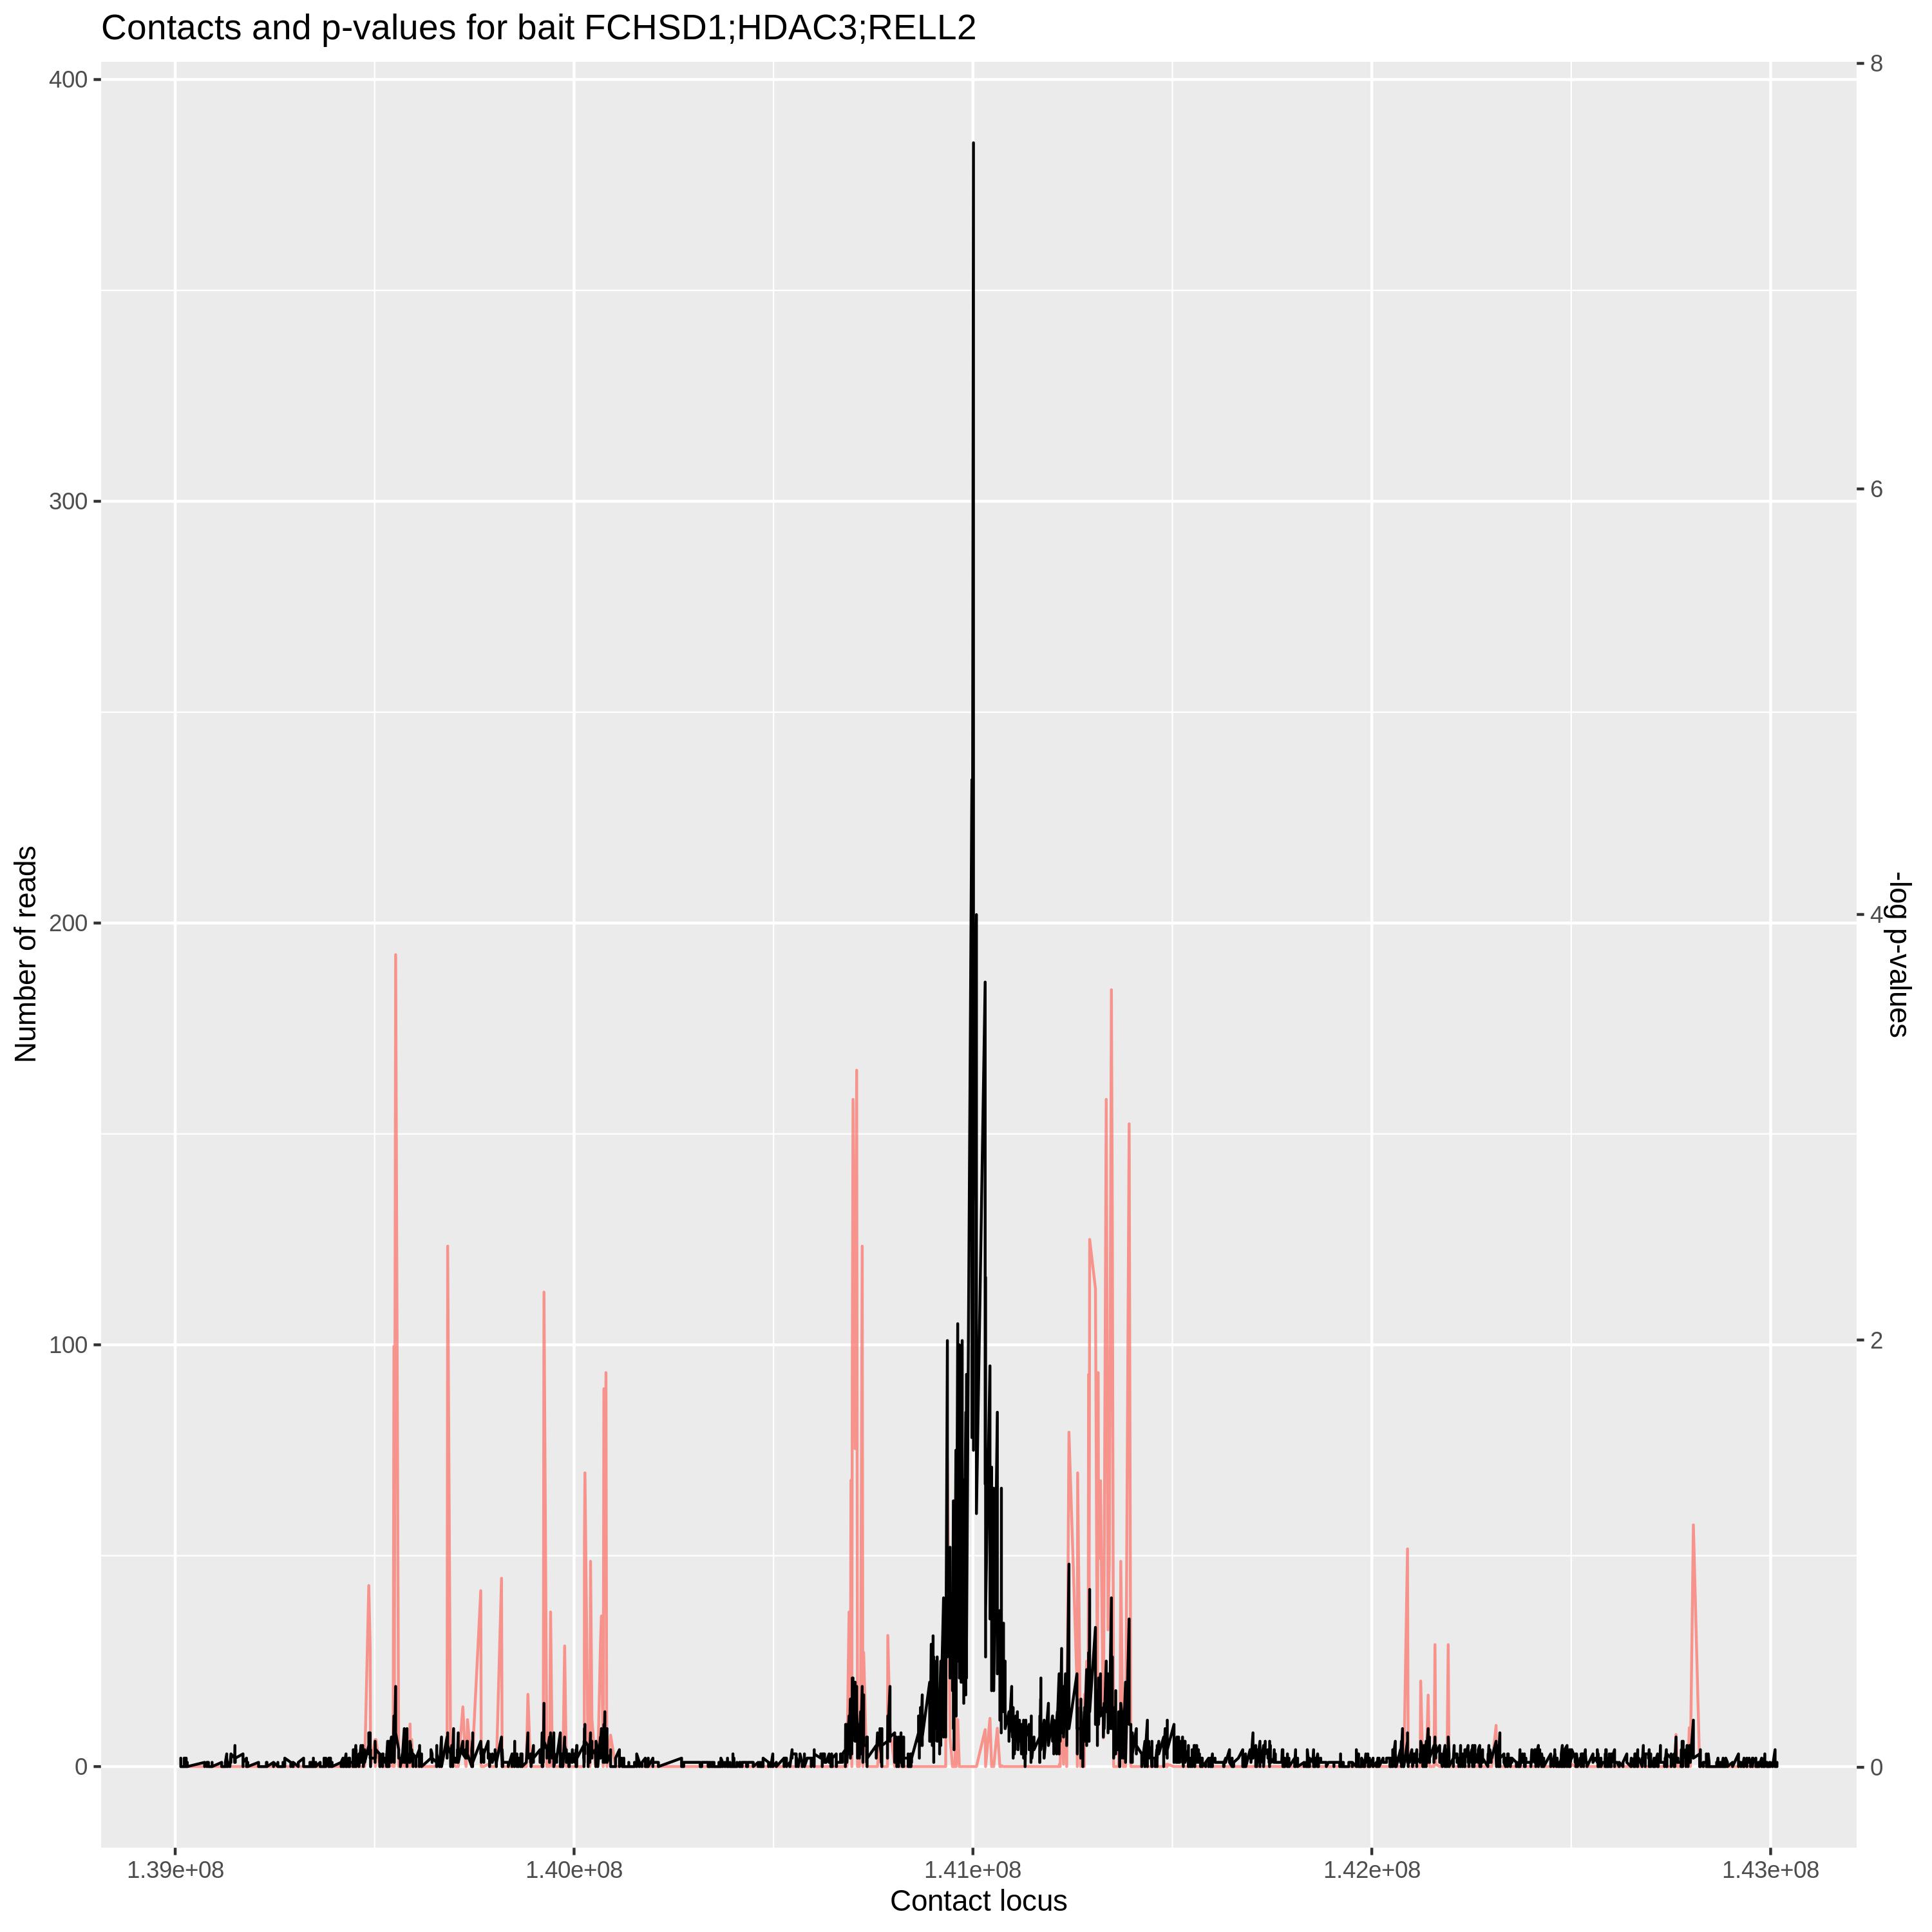 Contacts and p-values for bait FCHSD1;HDAC3;RELL2
400
300
200
100
0
Number of reads
8
6
4
2
0
-log p-values
1.39e+08 1.40e+08 1.41e+08 1.42e+08 1.43e+08
Contact locus